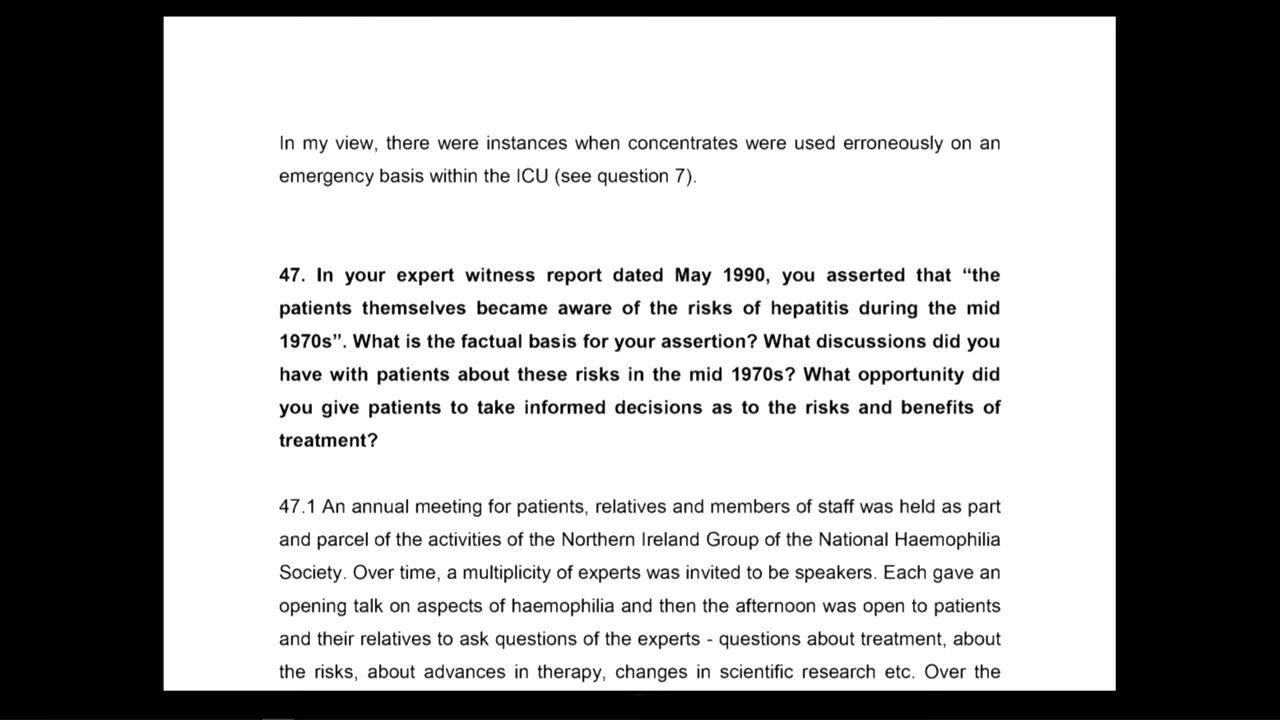 In my view, there were instances when concentrates were used erroneously on an
emergency basis within the ICU (see question 7).
47. In your expert witness report dated May 1990, you asserted that “the
patients themselves became aware of the risks of hepatitis during the mid
1970s”. What is the factual basis for your assertion? What discussions did you
have with patients about these risks in the mid 1970s? What opportunity did
you give patients to take informed decisions as to the risks and benefits of
treatment?
47.1 An annual meeting for patients, relatives and members of staff was held as part
and parcel of the activities of the Northern Ireland Group of the National Haemophilia
Society. Over time, a multiplicity of experts was invited to be speakers. Each gave an
opening talk on aspects of haemophilia and then the afternoon was open to patients
and their relatives to ask questions of the experts - questions about treatment, about
the risks, about advances in therapy, changes in scientific research etc. Over the